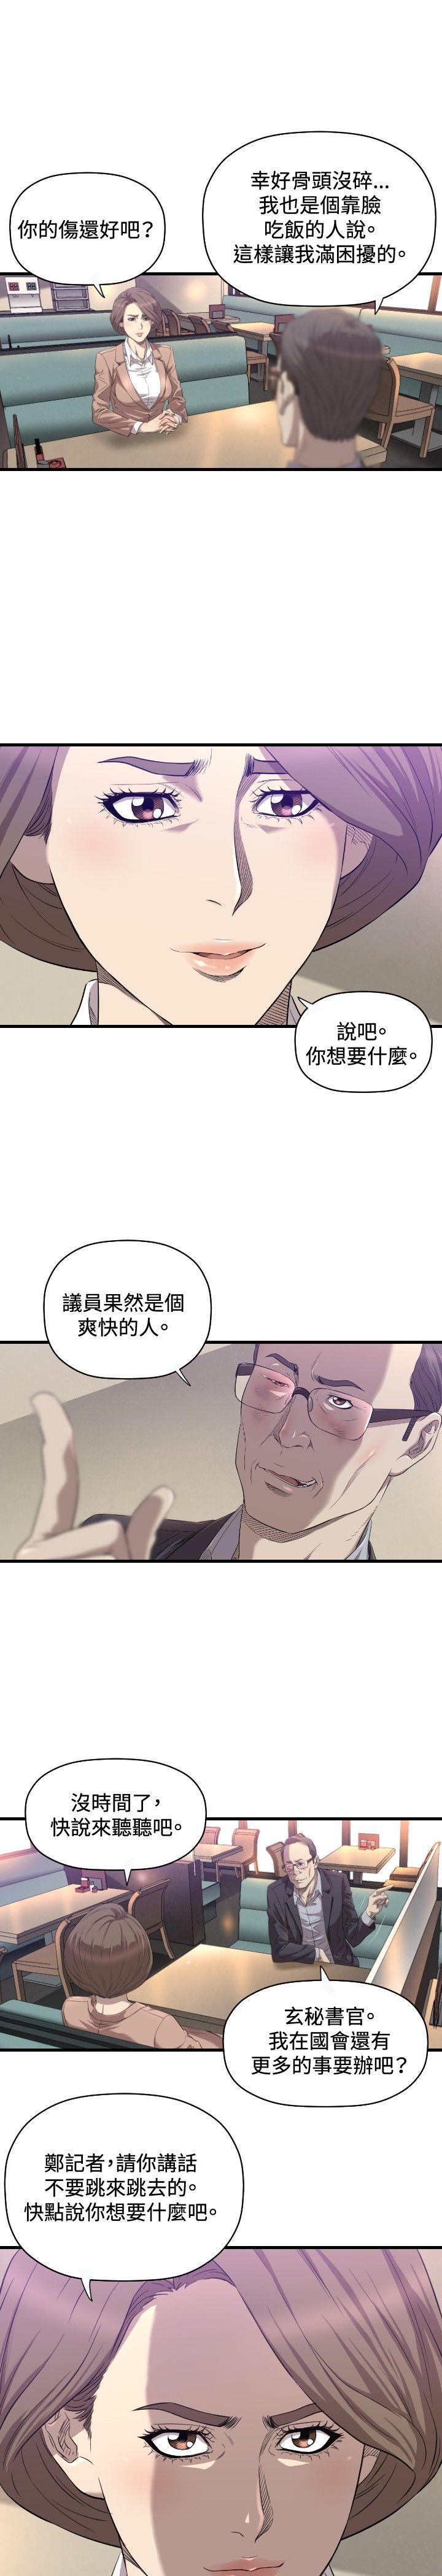 你的傷還好吧？
幸好骨頭沒碎...
我也是個靠臉
吃飯的人說。
這樣讓我滿困擾的。
說吧。
你想要什麼。
議員果然是個
爽快的人。
沒時間了，
快說來聽聽吧。
玄秘書官。
我在國會還有
更多的事要辦吧？
鄭記者，請你講話
不要跳來跳去的。
快點說你想要什麼吧。